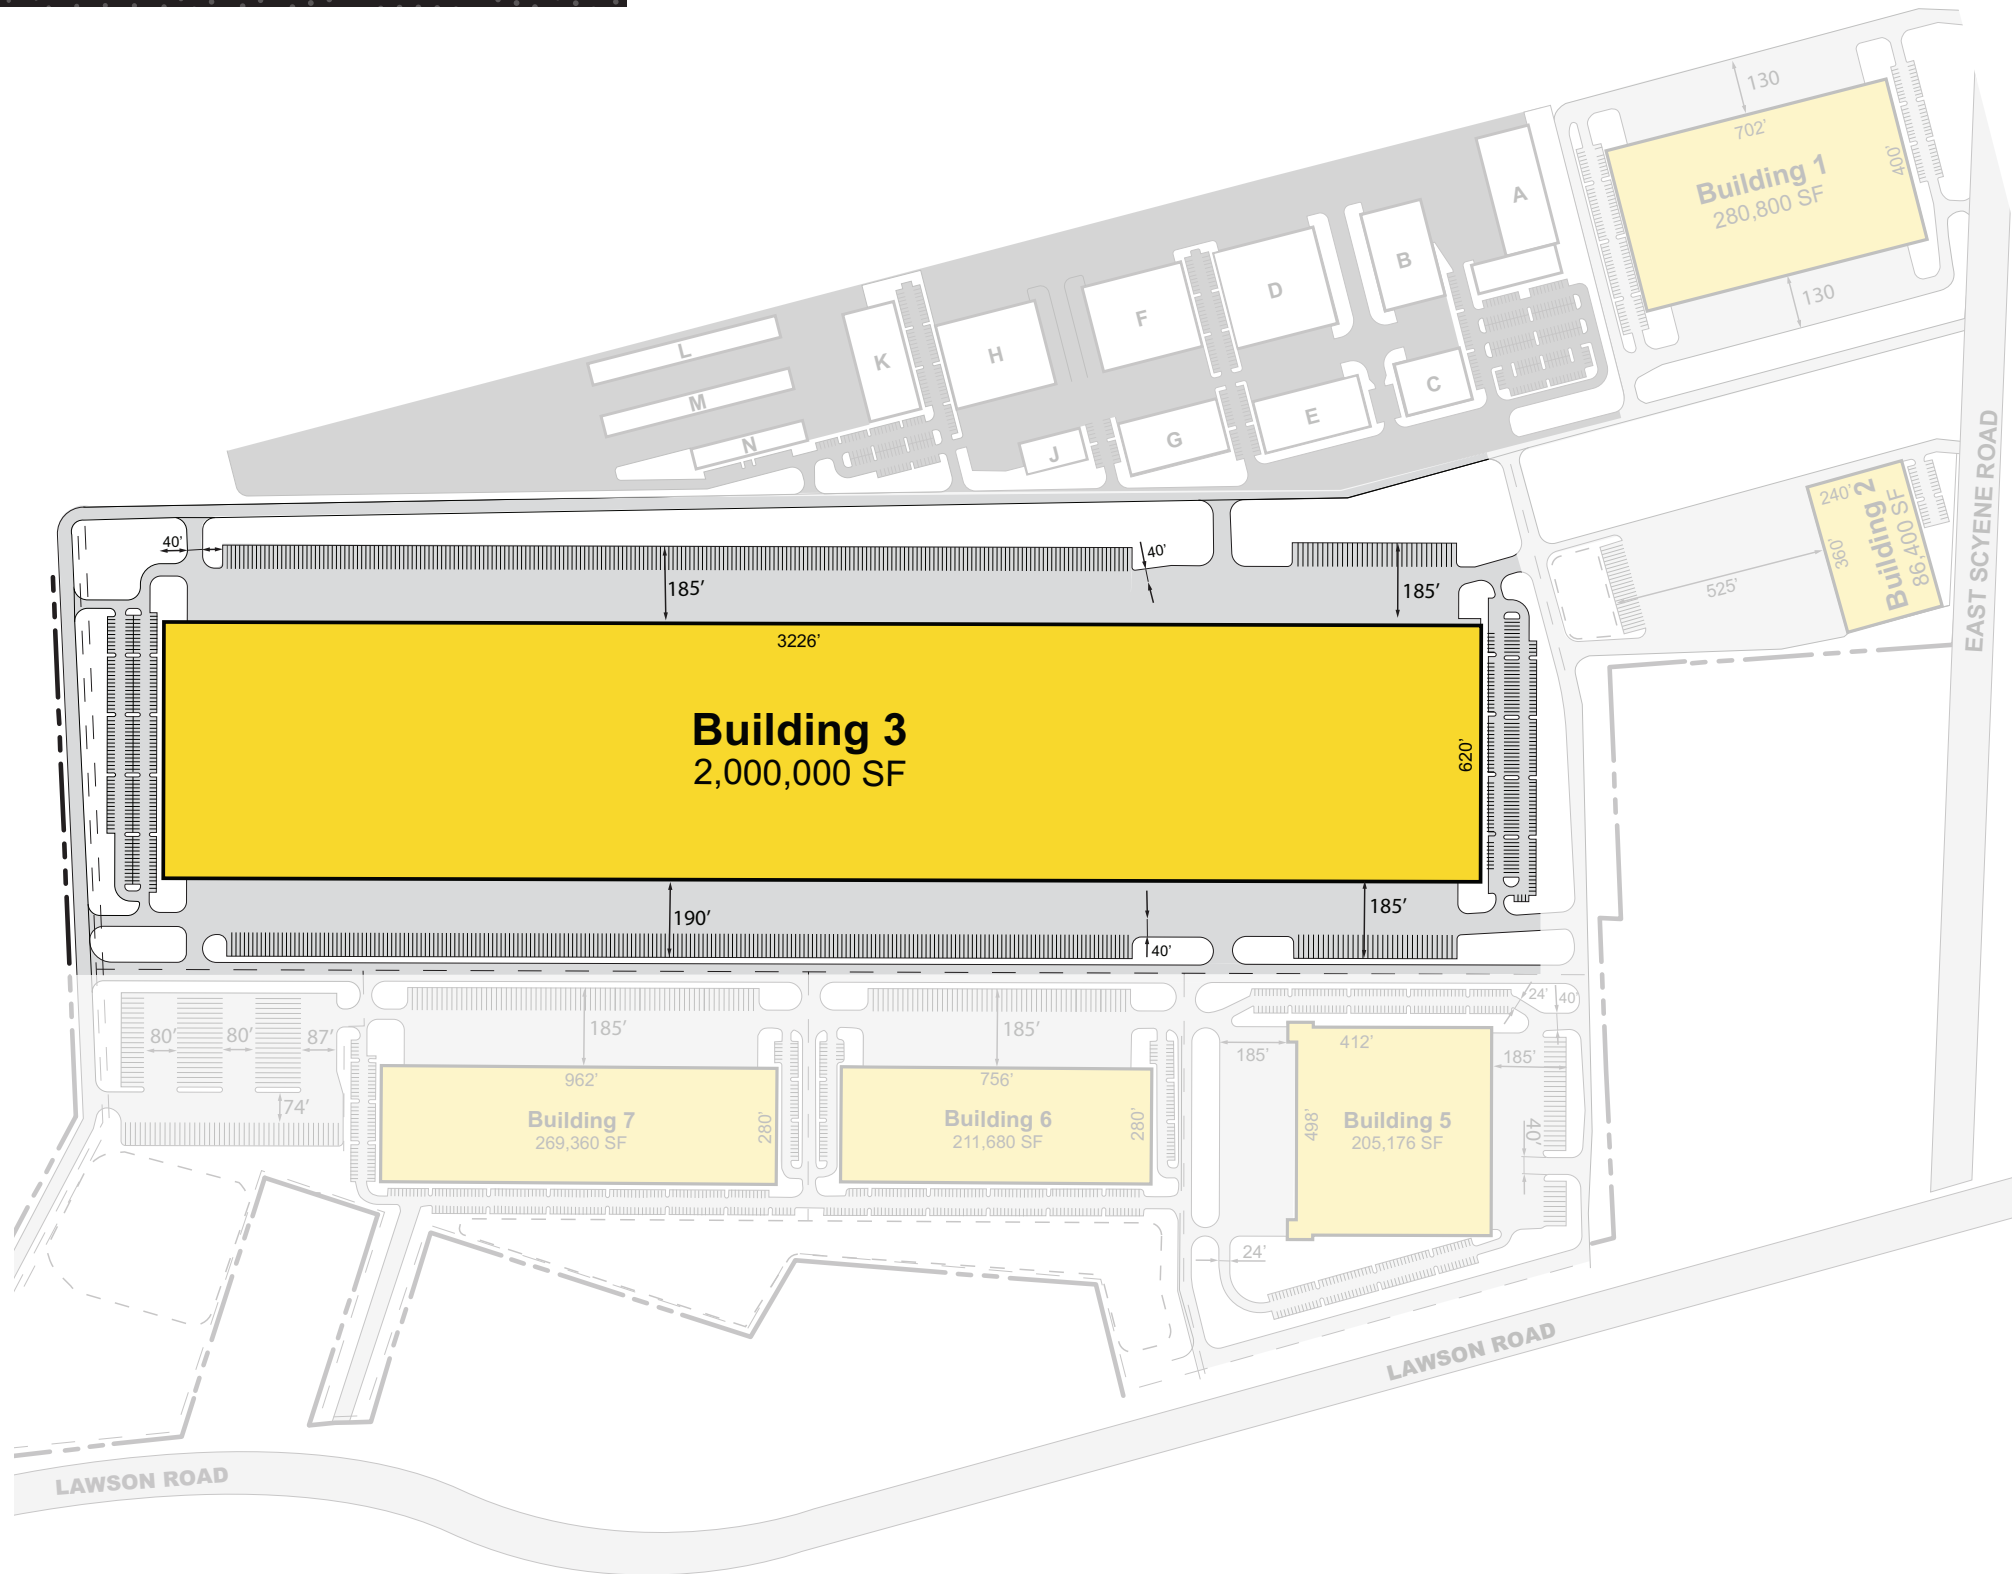 130
702'
400'
Building 1
280,800 SF
130
A
B
D
F
H
K
L
M
N
J
G
E
C
EAST SCYENE ROAD
240'
360'
Building 2
86,400 SF
525'
40'
185'
40'
185'
3226'
Building 3
2,000,000 SF
620'
190'
40'
185'
80'
80'
87'
74'
185'
962'
Building 7
269,360 SF
280'
185'
756'
Building 6
211,680 SF
280'
24'
40'
185'
412'
185'
498'
Building 5
205,176 SF
40'
24'
LAWSON ROAD
LAWSON ROAD